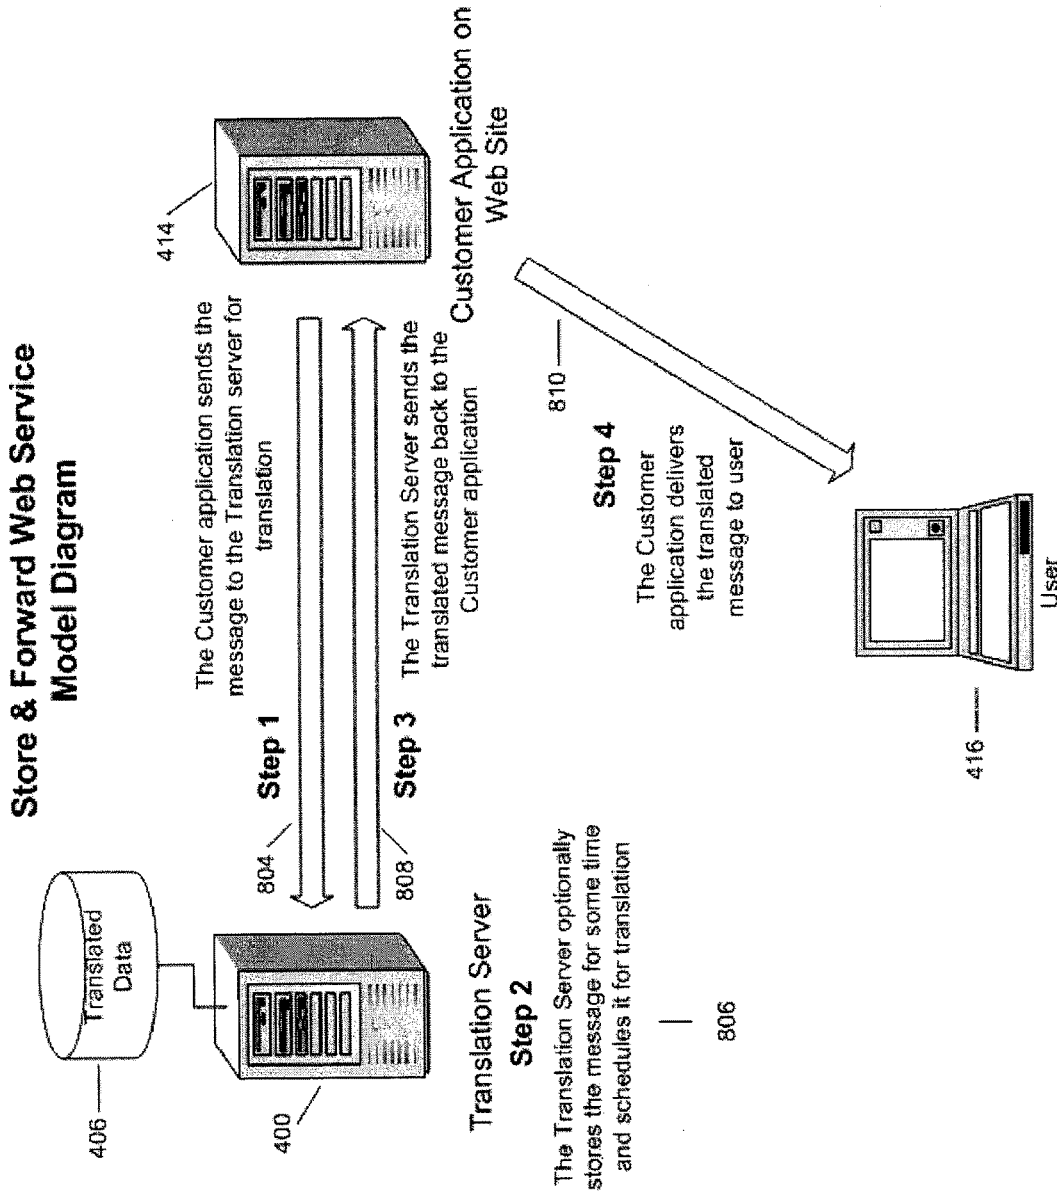 Store & Forward Web Service
Model Diagram
406
Translated
Data
400
Translation Server
Step 2
The Translation Server optionally
stores the message for some time
and schedules it for translation
806
804
Step 1
The Customer application sends the
message to the Translation server for
translation
808
Step 3
The Translation Server sends the
translated message back to the
Customer application
414
Customer Application on
Web Site
810
Step 4
The Customer
application delivers
the translated
message to user
416
User